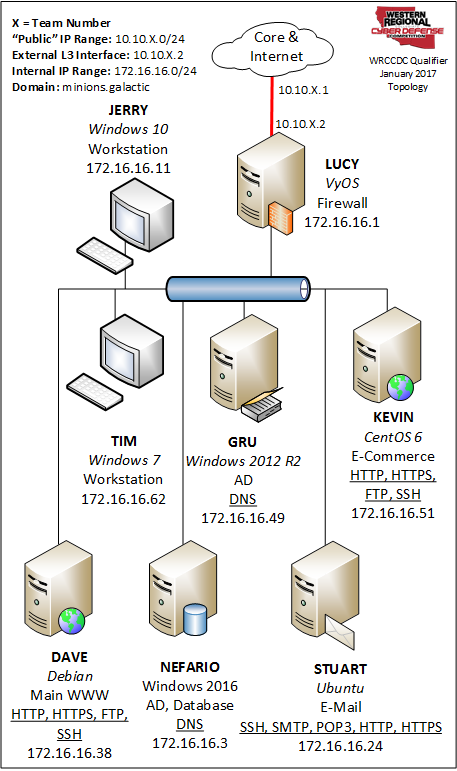 X = Team Number
“Public” IP Range: 10.10.X.0/24
External L3 Interface: 10.10.X.2
Internal IP Range: 172.16.16.0/24
Domain: minions.galactic
Core &
Internet
WESTERN
REGIONAL
CYBER DEFENSE
COMPETITION
WRCCDC Qualifier
January 2017
Topology
10.10.X.1
10.10.X.2
JERRY
Windows 10
Workstation
172.16.16.11
LUCY
VyOS
Firewall
172.16.16.1
TIM
Windows 7
Workstation
172.16.16.62
GRU
Windows 2012 R2
AD
DNS
172.16.16.49
KEVIN
CentOS 6
E-Commerce
HTTP, HTTPS,
FTP, SSH
172.16.16.51
DAVE
Debian
Main WWW
HTTP, HTTPS, FTP,
SSH
172.16.16.38
NEFARIO
Windows 2016
AD, Database
DNS
172.16.16.3
STUART
Ubuntu
E-Mail
SSH, SMTP, POP3, HTTP, HTTPS
172.16.16.24